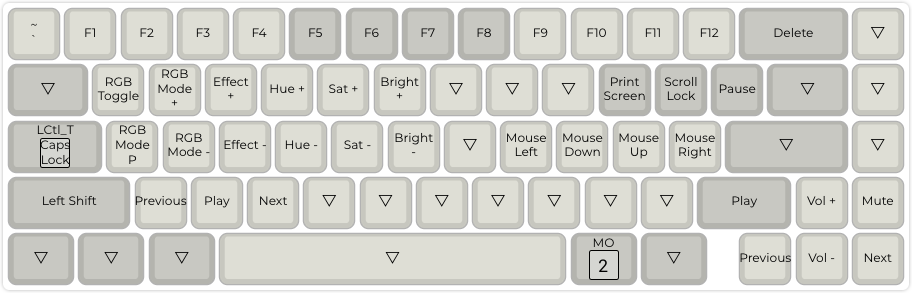 ~
` F1 F2 F3 F4 F5 F6 F7 F8 F9 F10 F11 F12 Delete ▽
▽ RGB Toggle RGB Mode + Effect + Hue + Sat + Bright + ▽ ▽ ▽ Print Screen Scroll Lock Pause ▽ ▽
LCtl_T Caps Lock RGB Mode P RGB Mode - Effect - Hue - Sat - Bright - ▽ Mouse Left Mouse Down Mouse Up Mouse Right ▽ ▽
Left Shift Previous Play Next ▽ ▽ ▽ ▽ ▽ ▽ ▽ Play Vol + Mute
▽ ▽ ▽ ▽ MO 2 ▽ Previous Vol - Next